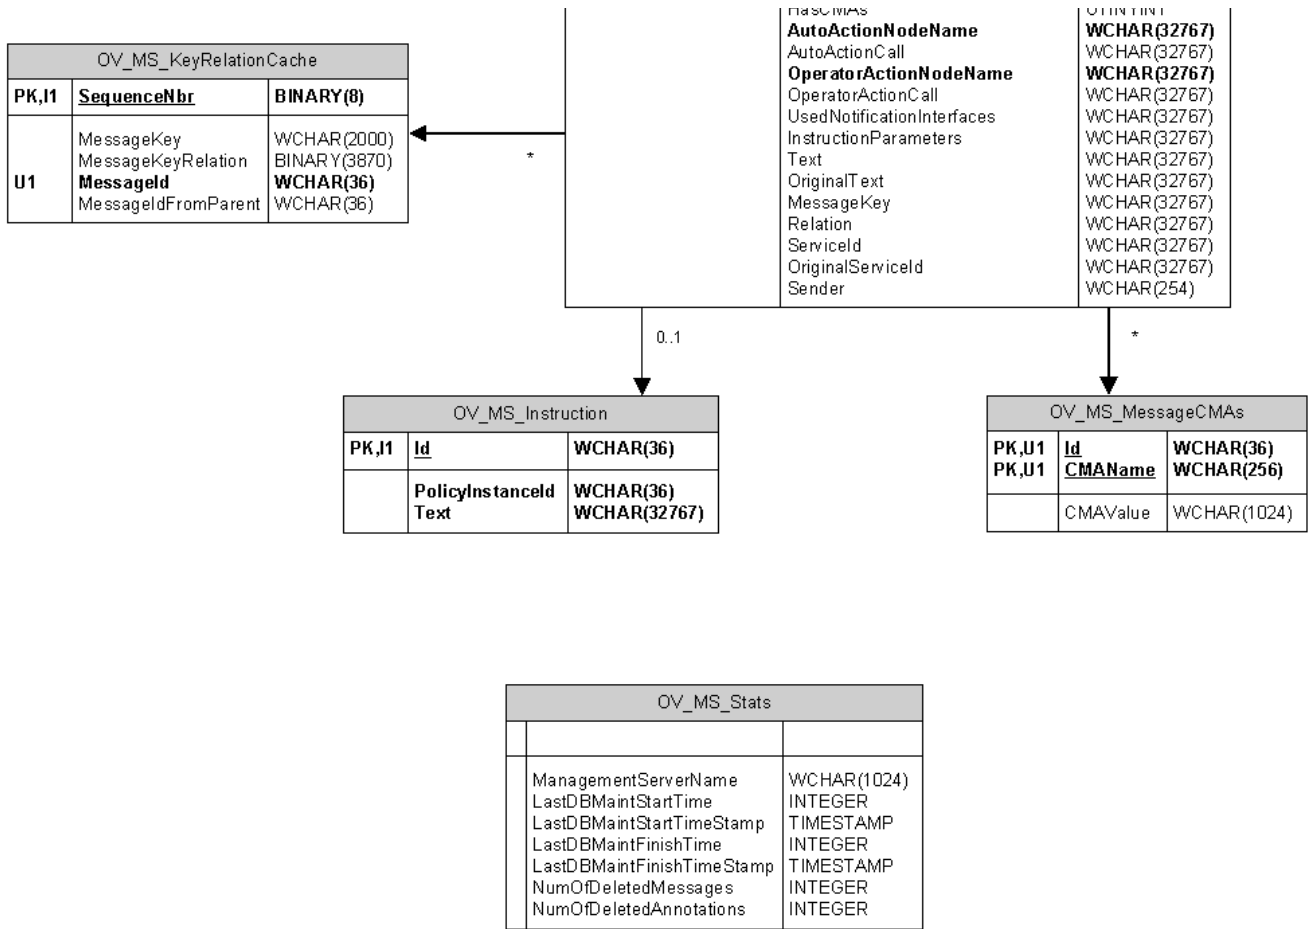 HasCMAs UTINYINT
AutoActionNodeName WCHAR(32767)
AutoActionCall WCHAR(32767)
OperatorActionNodeName WCHAR(32767)
OperatorActionCall WCHAR(32767)
UsedNotificationInterfaces WCHAR(32767)
InstructionParameters WCHAR(32767)
Text WCHAR(32767)
OriginalText WCHAR(32767)
MessageKey WCHAR(32767)
Relation WCHAR(32767)
ServiceId WCHAR(32767)
OriginalServiceId WCHAR(32767)
Sender WCHAR(254)
OV_MS_KeyRelationCache
PK,I1 SequenceNbr BINARY(8)
MessageKey WCHAR(2000)
MessageKeyRelation BINARY(3870)
U1 MessageId WCHAR(36)
MessageIdFromParent WCHAR(36)
*
0..1
*
OV_MS_Instruction
PK,I1 Id WCHAR(36)
PolicyInstanceId WCHAR(36)
Text WCHAR(32767)
OV_MS_MessageCMAs
PK,U1 Id WCHAR(36)
PK,U1 CMAName WCHAR(256)
CMAValue WCHAR(1024)
OV_MS_Stats
ManagementServerName WCHAR(1024)
LastDBMaintStartTime INTEGER
LastDBMaintStartTimeStamp TIMESTAMP
LastDBMaintFinishTime INTEGER
LastDBMaintFinishTimeStamp TIMESTAMP
NumOfDeletedMessages INTEGER
NumOfDeletedAnnotations INTEGER